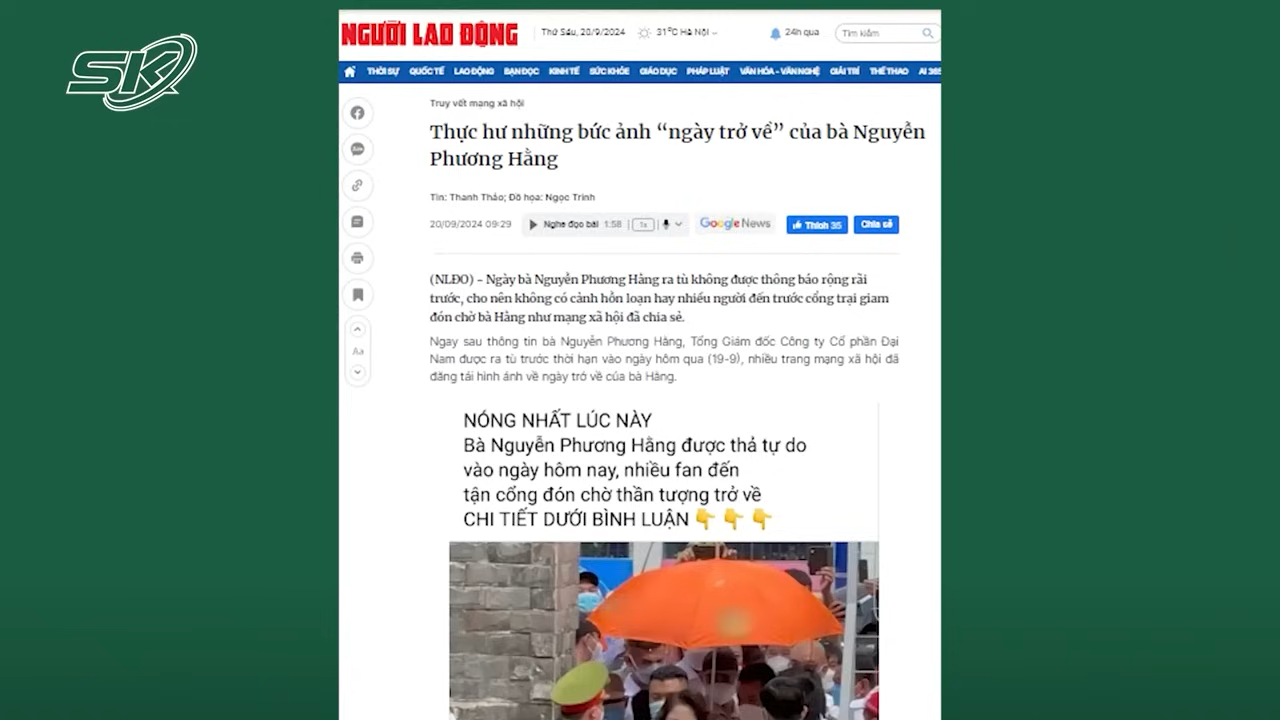 SK
NGƯỜI LAO ĐỘNG
Thứ Sáu, 20/9/2024
31°C Hà Nội
24h qua
Tìm kiếm
THỜI SỰ QUỐC TẾ LAO ĐỘNG BẠN ĐỌC KINH TẾ SỨC KHỎE GIÁO DỤC PHÁP LUẬT VĂN HÓA - VĂN NGHỆ GIẢI TRÍ THỂ THAO AI 365
Truy vết mạng xã hội
Thực hư những bức ảnh “ngày trở về” của bà Nguyễn
Phương Hằng
Tin: Thanh Thảo; Đồ họa: Ngọc Trinh
20/09/2024 09:29
Nghe đọc bài 1:58
1x
Google News
Thích 35
Chia sẻ
(NLĐO) - Ngày bà Nguyễn Phương Hằng ra tù không được thông báo rộng rãi
trước, cho nên không có cảnh hỗn loạn hay nhiều người đến trước cổng trại giam
đón chờ bà Hằng như mạng xã hội đã chia sẻ.
Ngay sau thông tin bà Nguyễn Phương Hằng, Tổng Giám đốc Công ty Cổ phần Đại
Nam được ra tù trước thời hạn vào ngày hôm qua (19-9), nhiều trang mạng xã hội đã
đăng tải hình ảnh về ngày trở về của bà Hằng.
Aa
NÓNG NHẤT LÚC NÀY
Bà Nguyễn Phương Hằng được thả tự do
vào ngày hôm nay, nhiều fan đến
tận cổng đón chờ thần tượng trở về
CHI TIẾT DƯỚI BÌNH LUẬN 👇👇👇